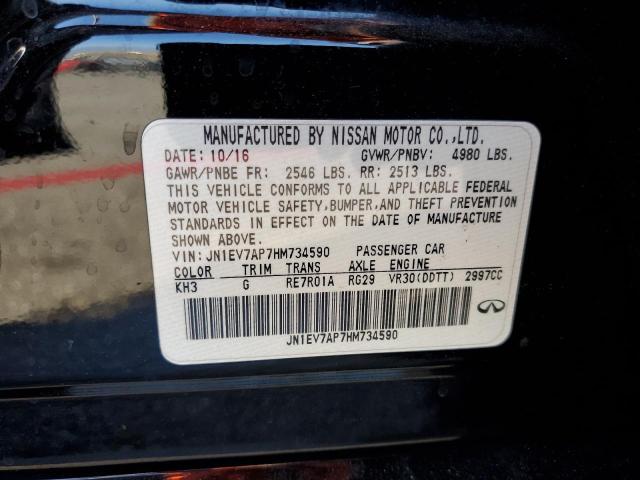 MANUFACTURED BY NISSAN MOTOR CO.,LTD.
DATE: 10/16 GVWR/PNBV: 4980 LBS.
GAWR/PNBE FR: 2546 LBS. RR: 2513 LBS.
THIS VEHICLE CONFORMS TO ALL APPLICABLE FEDERAL
MOTOR VEHICLE SAFETY, BUMPER, AND THEFT PREVENTION
STANDARDS IN EFFECT ON THE DATE OF MANUFACTURE
SHOWN ABOVE.
VIN: JN1EV7AP7HM734590 PASSENGER CAR
COLOR TRIM TRANS AXLE ENGINE
KH3 G RE7R01A RG29 VR30(DDTT) 2997CC
JN1EV7AP7HM734590